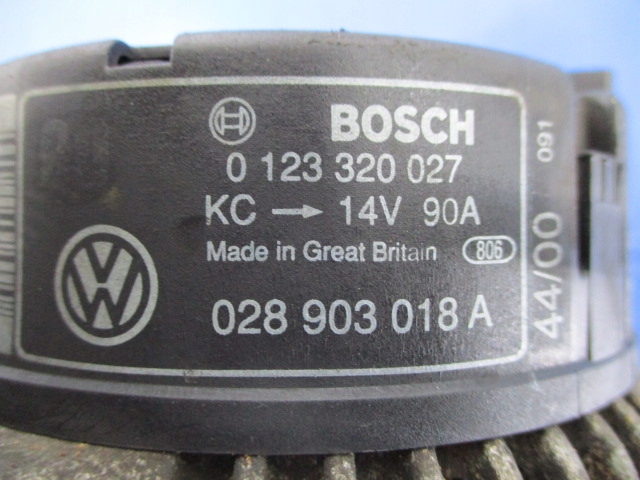 BOSCH
0 123 320 027
KC → 14V 90A
Made in Great Britain 806
028 903 018 A
44/00 091